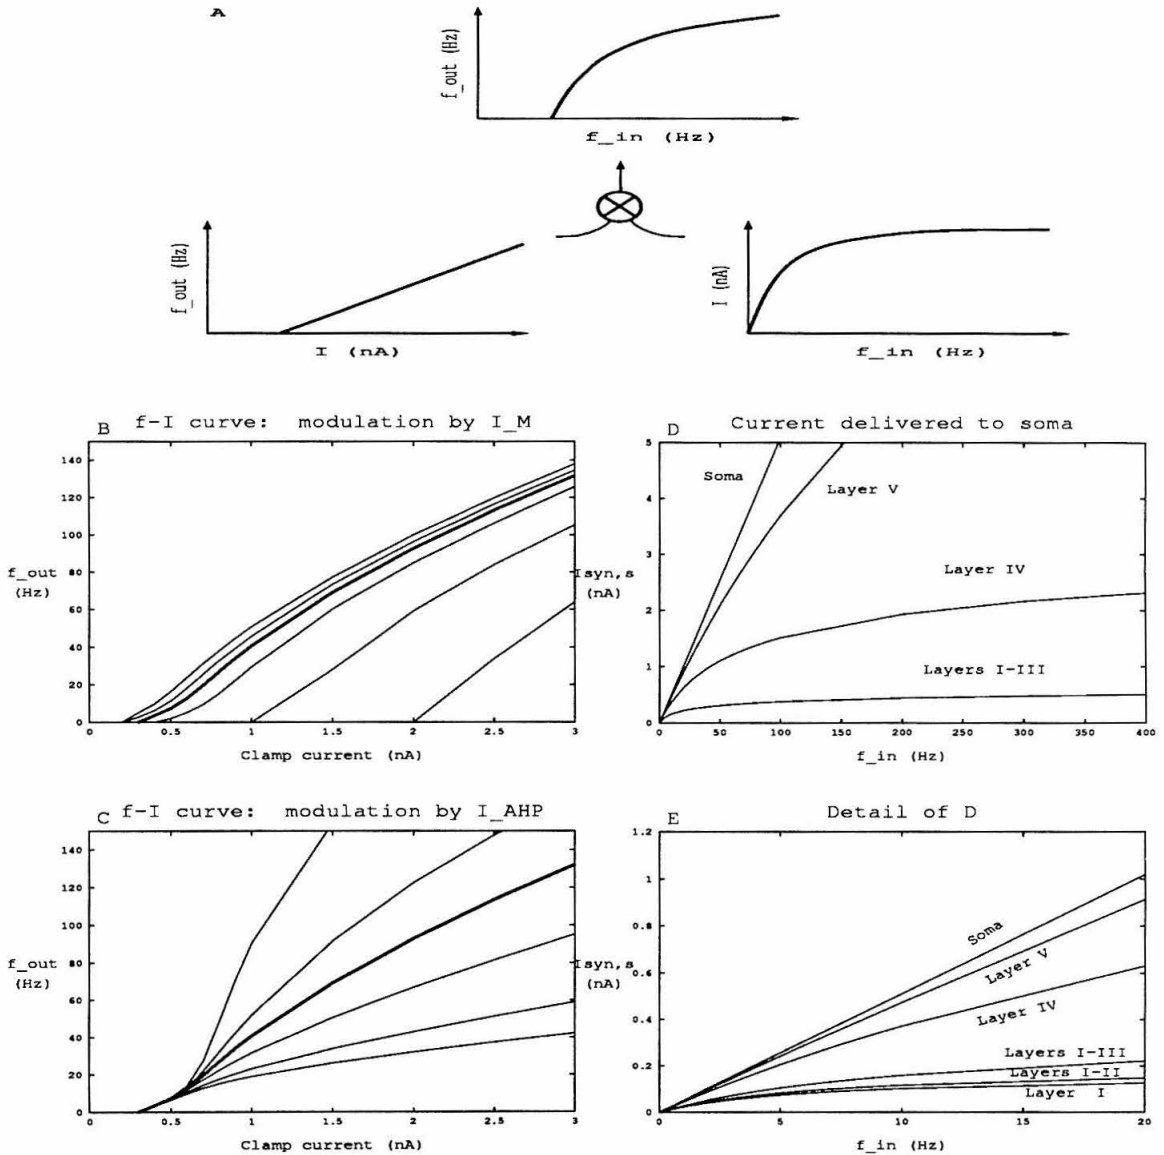 A
f_out (Hz)
f_in (Hz)
f_out (Hz)
I (nA)
I (nA)
f_in (Hz)
B f-I curve: modulation by I_M
140
120
100
80
60
40
20
0
f_out
(Hz)
0 0.5 1 1.5 2 2.5 3
Clamp current (nA)
D Current delivered to soma
5
4
3
2
1
0
Isyn,s
(nA)
Soma
Layer V
Layer IV
Layers I-III
0 50 100 150 200 250 300 350 400
f_in (Hz)
C f-I curve: modulation by I_AHP
140
120
100
80
60
40
20
0
f_out
(Hz)
0 0.5 1 1.5 2 2.5 3
Clamp current (nA)
E Detail of D
1.2
1
0.8
0.6
0.4
0.2
0
Isyn,s
(nA)
Soma
Layer V
Layer IV
Layers I-III
Layers I-II
Layer I
0 5 10 15 20
f_in (Hz)